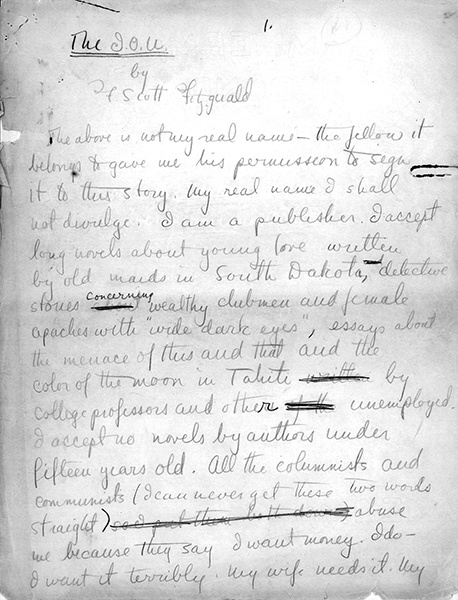 1.
The I.O.U.
by
F Scott Fitzgerald
The above is not my real name — the fellow it
belongs to gave me his permission to sign
it to this story. My real name I shall
not divulge. I am a publisher. I accept
long novels about young love written
by old maids in South Dakota, detective
stories concerning wealthy clubmen and female
apaches with "wide dark eyes", essays about
the menace of this and that and the
color of the moon in Tahiti by
college professors and other unemployed.
I accept no novels by authors under
fifteen years old. All the columnists and
communists (I can never get these two words
straight) abuse
me because they say I want money. I do —
I want it terribly. My wife needs it. My